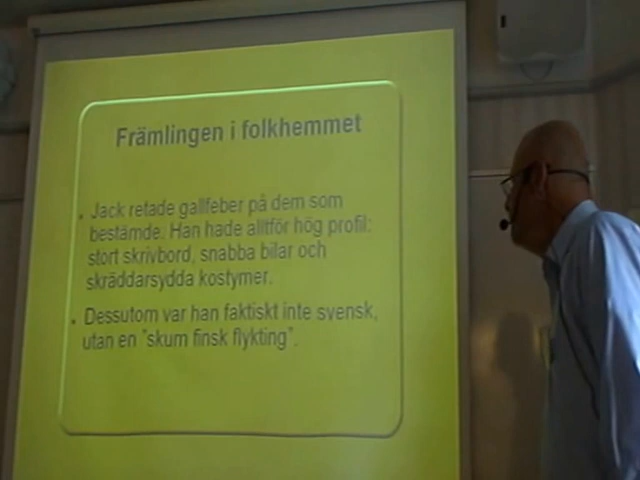 Främlingen i folkhemmet
. Jack retade gallfeber på dem som
bestämde. Han hade alltför hög profil:
stort skrivbord, snabba bilar och
skräddarsydda kostymer.
. Dessutom var han faktiskt inte svensk,
utan en "skum finsk flykting".